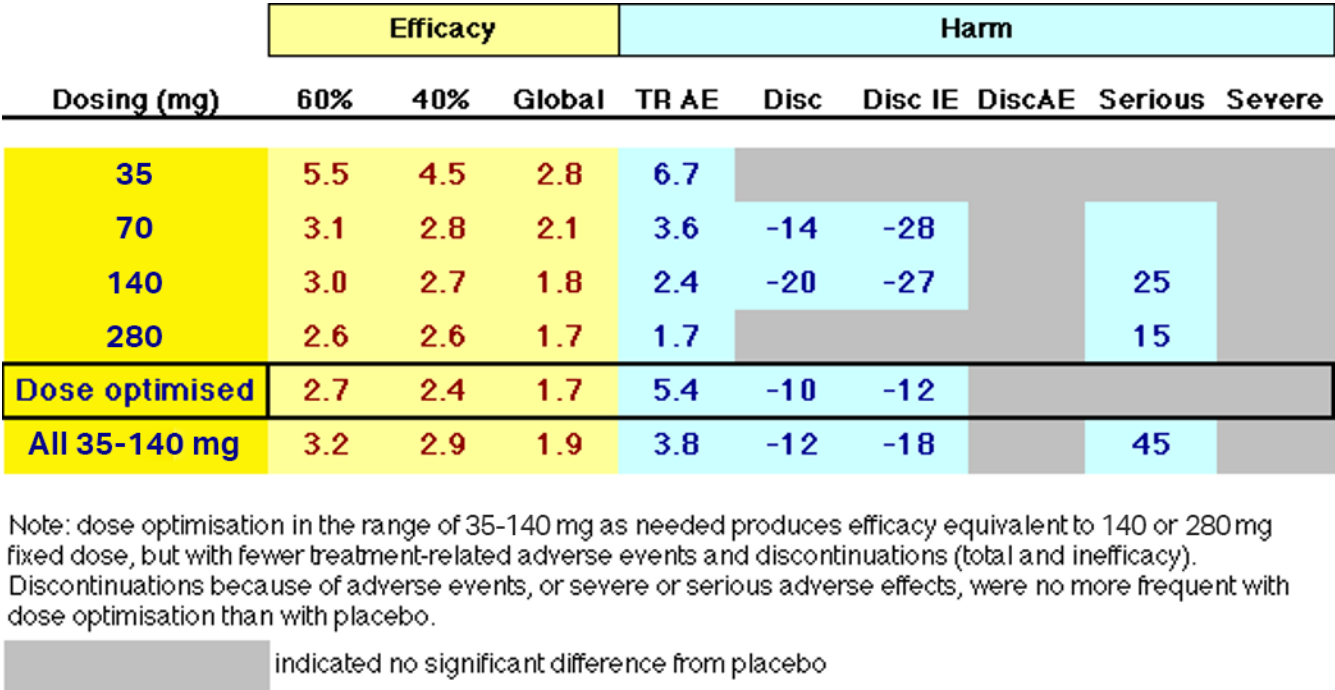 Efficacy Harm
Dosing (mg) 60% 40% Global TR AE Disc Disc IE DiscAE Serious Severe
35 5.5 4.5 2.8 6.7
70 3.1 2.8 2.1 3.6 -14 -28
140 3.0 2.7 1.8 2.4 -20 -27 25
280 2.6 2.6 1.7 1.7 15
Dose optimised 2.7 2.4 1.7 5.4 -10 -12
All 35-140 mg 3.2 2.9 1.9 3.8 -12 -18 45
Note: dose optimisation in the range of 35-140 mg as needed produces efficacy equivalent to 140 or 280 mg
fixed dose, but with fewer treatment-related adverse events and discontinuations (total and inefficacy).
Discontinuations because of adverse events, or severe or serious adverse effects, were no more frequent with
dose optimisation than with placebo.
indicated no significant difference from placebo